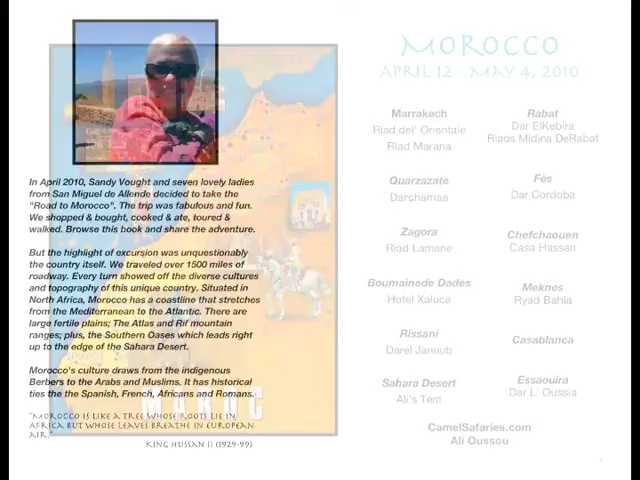 In April 2010, Sandy Vought and seven lovely ladies
from San Miguel de Allende decided to take the
"Road to Morocco". The trip was fabulous and fun.
We shopped & bought, cooked & ate, toured &
walked. Browse this book and share the adventure.
But the highlight of excursion was unquestionably
the country itself. We traveled over 1500 miles of
roadway. Every turn showed off the diverse cultures
and topography of this unique country. Situated in
North Africa, Morocco has a coastline that stretches
from the Mediterranean to the Atlantic. There are
large fertile plains; The Atlas and Rif mountain
ranges; plus, the Southern Oases which leads right
up to the edge of the Sahara Desert.
Morocco's culture draws from the indigenous
Berbers to the Arabs and Muslims. It has historical
ties the the Spanish, French, Africans and Romans.
MAROC
"Morocco is like a tree whose roots lie in
Africa but whose leaves breathe in European
air."
King Hussan II (1929-99)
Morocco
April 12 - May 4, 2010
Marrakech
Riad del' Orientale
Riad Marana
Quarzazate
Darchamaa
Zagora
Riad Lamane
Boumainede Dades
Hotel Xaluca
Rissani
Darel Janoub
Sahara Desert
Ali's Tent
Rabat
Dar ElKebira
Riaos Midina DeRabat
Fès
Dar Cordoba
Chefchaouen
Casa Hassan
Meknes
Ryad Bahia
Casablanca
Essaouira
Dar L' Oussia
CamelSafaries.com
Ali Oussou